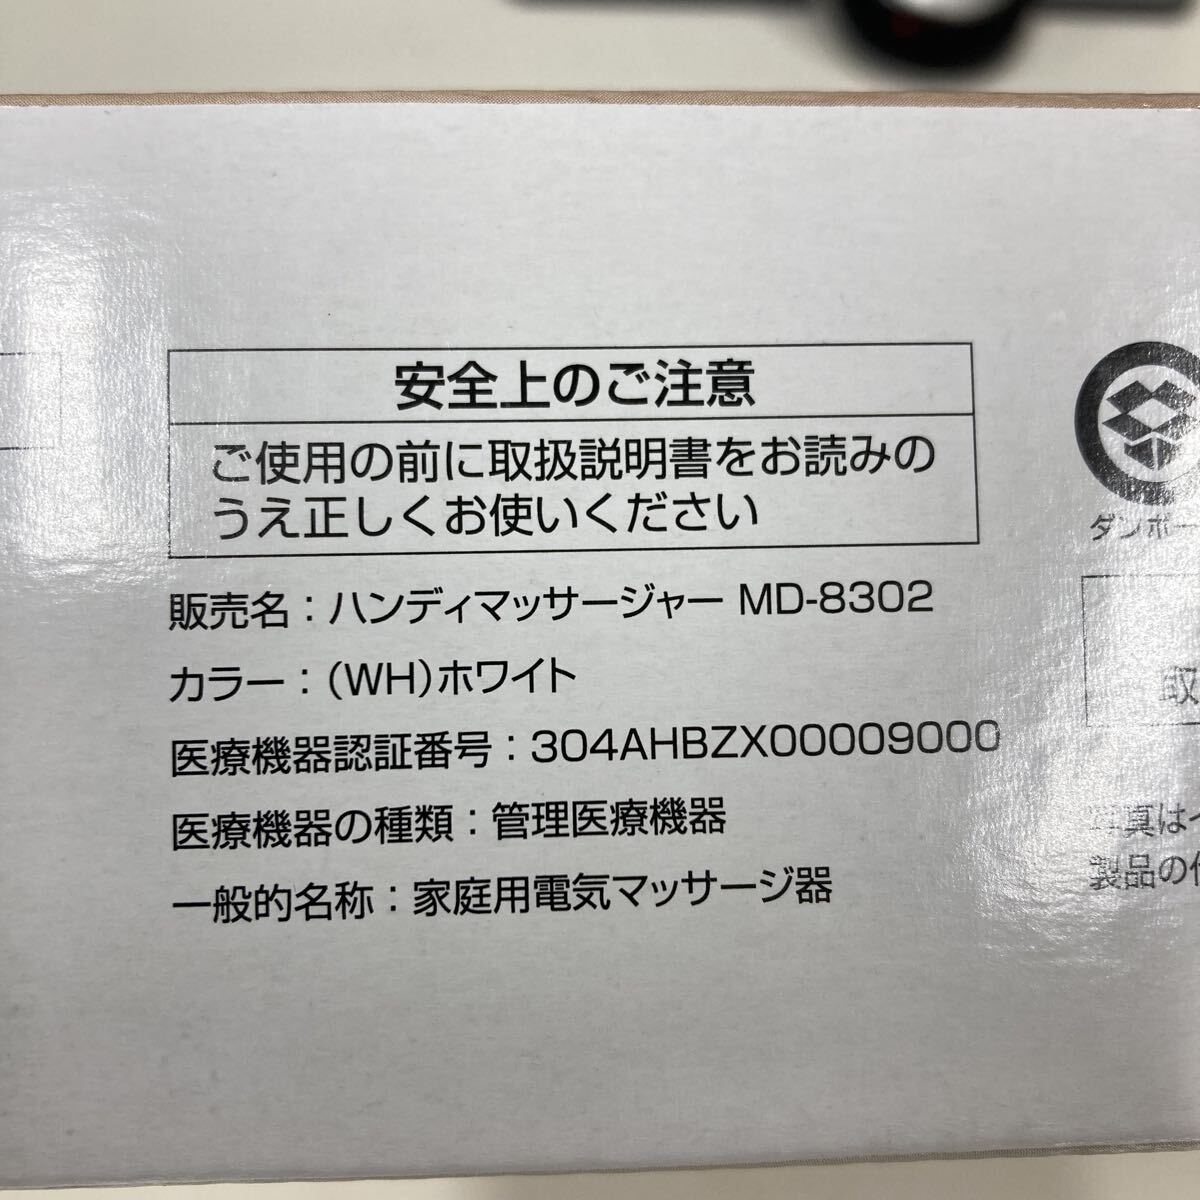 安全上のご注意
ご使用の前に取扱説明書をお読みの
うえ正しくお使いください
販売名：ハンディマッサージャー MD-8302
カラー：(WH)ホワイト
医療機器認証番号：304AHBZX00009000
医療機器の種類：管理医療機器
一般的名称：家庭用電気マッサージ器
ダンボー
取
写真はイ
製品の仕